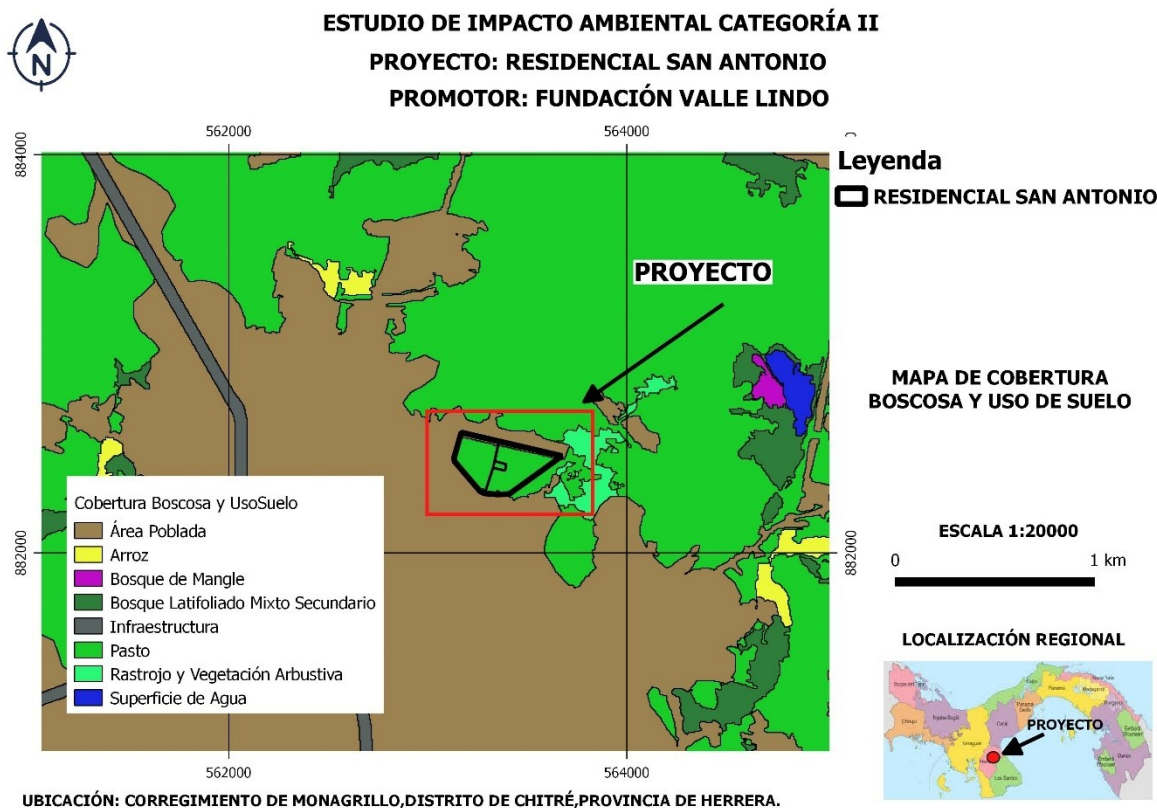 ESTUDIO DE IMPACTO AMBIENTAL CATEGORÍA II
PROYECTO: RESIDENCIAL SAN ANTONIO
PROMOTOR: FUNDACIÓN VALLE LINDO
N
562000
564000
884000
Leyenda
RESIDENCIAL SAN ANTONIO
PROYECTO
MAPA DE COBERTURA
BOSCOSA Y USO DE SUELO
Cobertura Boscosa y UsoSuelo
Área Poblada
Arroz
Bosque de Mangle
Bosque Latifoliado Mixto Secundario
Infraestructura
Pasto
Rastrojo y Vegetación Arbustiva
Superficie de Agua
882000
882000
ESCALA 1:20000
0
1 km
LOCALIZACIÓN REGIONAL
PROYECTO
Veraguas
Los Santos
562000
564000
UBICACIÓN: CORREGIMIENTO DE MONAGRILLO,DISTRITO DE CHITRÉ,PROVINCIA DE HERRERA.